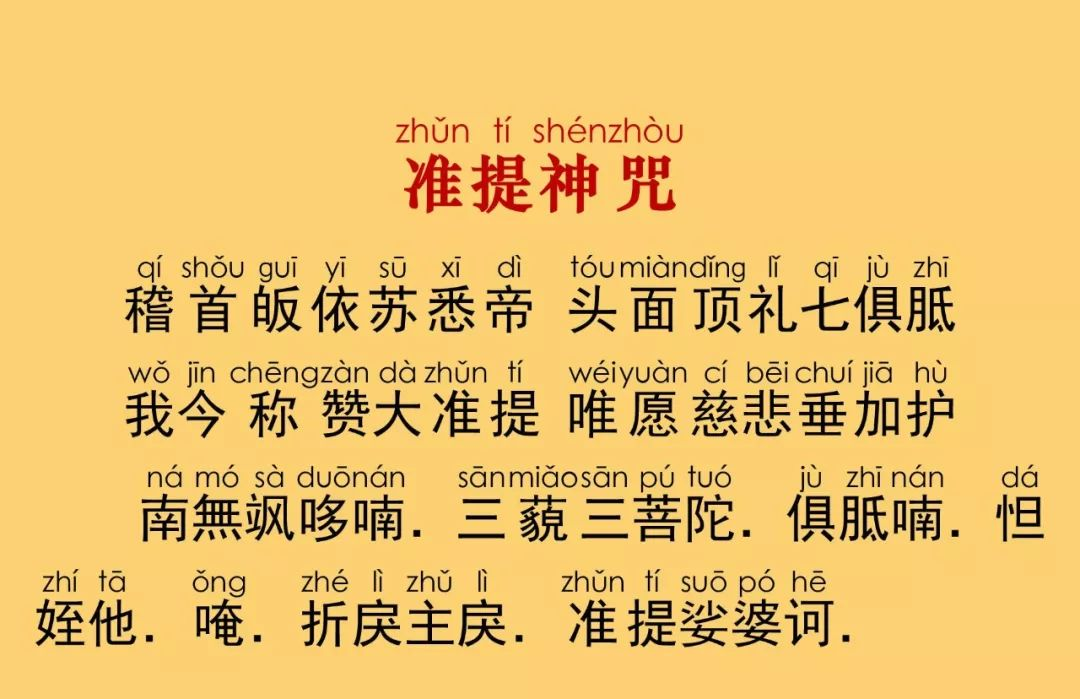 zhǔn tí shénzhòu
准提神咒
qí shǒu guī yī sū xī dì tóu miàn dǐng lǐ qī jù zhī
稽首皈依苏悉帝 头面顶礼七俱胝
wǒ jīn chēng zàn dà zhǔn tí wéi yuàn cí bēi chuí jiā hù
我今称赞大准提 唯愿慈悲垂加护
ná mó sà duō nán sān miǎo sān pú tuó jù zhī nán dá
南無飒哆喃．三藐三菩陀．俱胝喃．怛
zhí tā ǒng zhé lì zhǔ lì zhǔn tí suō pó hē
姪他．唵．折戾主戾．准提娑婆诃．